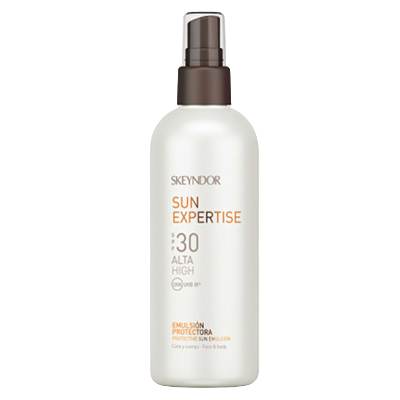 SKEYNDOR
SUN
EXPERTISE
SPF 30
ALTA
HIGH
UVA UVB IR
EMULSIÓN
PROTECTORA
PROTECTIVE SUN EMULSION
Cara y cuerpo · Face & body